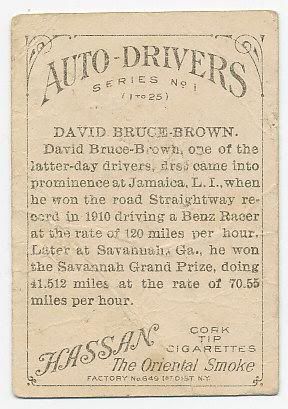 AUTO-DRIVERS
SERIES No 1
(1 TO 25)
DAVID BRUCE-BROWN.
David Bruce-Brown, one of the
latter-day drivers, first came into
prominence at Jamaica, L. I., when
he won the road Straightway re-
cord in 1910 driving a Benz Racer
at the rate of 120 miles per hour.
Later at Savannah, Ga., he won
the Savannah Grand Prize, doing
41.512 miles at the rate of 70.55
miles per hour.
HASSAN
CORK
TIP
CIGARETTES
The Oriental Smoke
FACTORY No. 649 1ST DIST. N.Y.